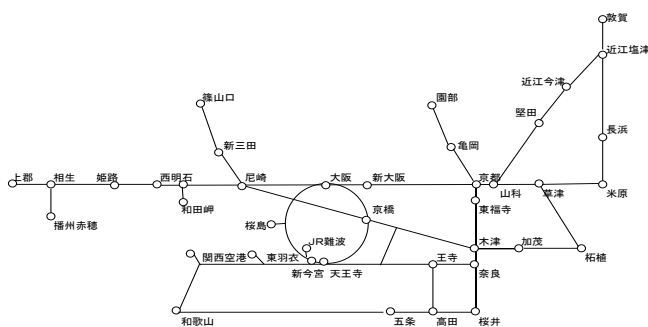 敦賀
近江塩津
近江今津
篠山口
園部
堅田
長浜
新三田
亀岡
上郡
相生
姫路
西明石
尼崎
大阪
新大阪
京都
山科
草津
米原
播州赤穂
和田岬
東福寺
京橋
桜島
JR難波
木津
加茂
柘植
関西空港
東羽衣
新今宮
天王寺
王寺
奈良
和歌山
五条
高田
桜井